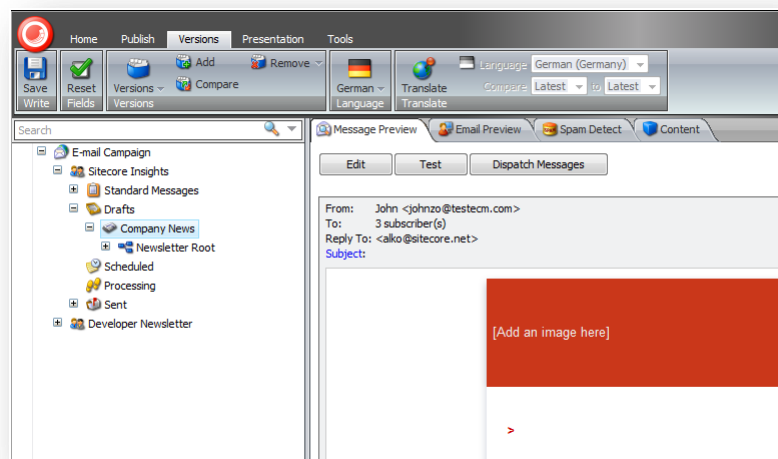 Home Publish Versions Presentation Tools
Save Reset Versions Add Remove German Translate Language German (Germany)
Compare Compare Latest to Latest
Write Fields Versions Language Translate
Search
E-mail Campaign
Sitecore Insights
Standard Messages
Drafts
Company News
Newsletter Root
Scheduled
Processing
Sent
Developer Newsletter
Message Preview Email Preview Spam Detect Content
Edit Test Dispatch Messages
From: John <johnzo@testecm.com>
To: 3 subscriber(s)
Reply To: <alko@sitecore.net>
Subject:
[Add an image here]
>